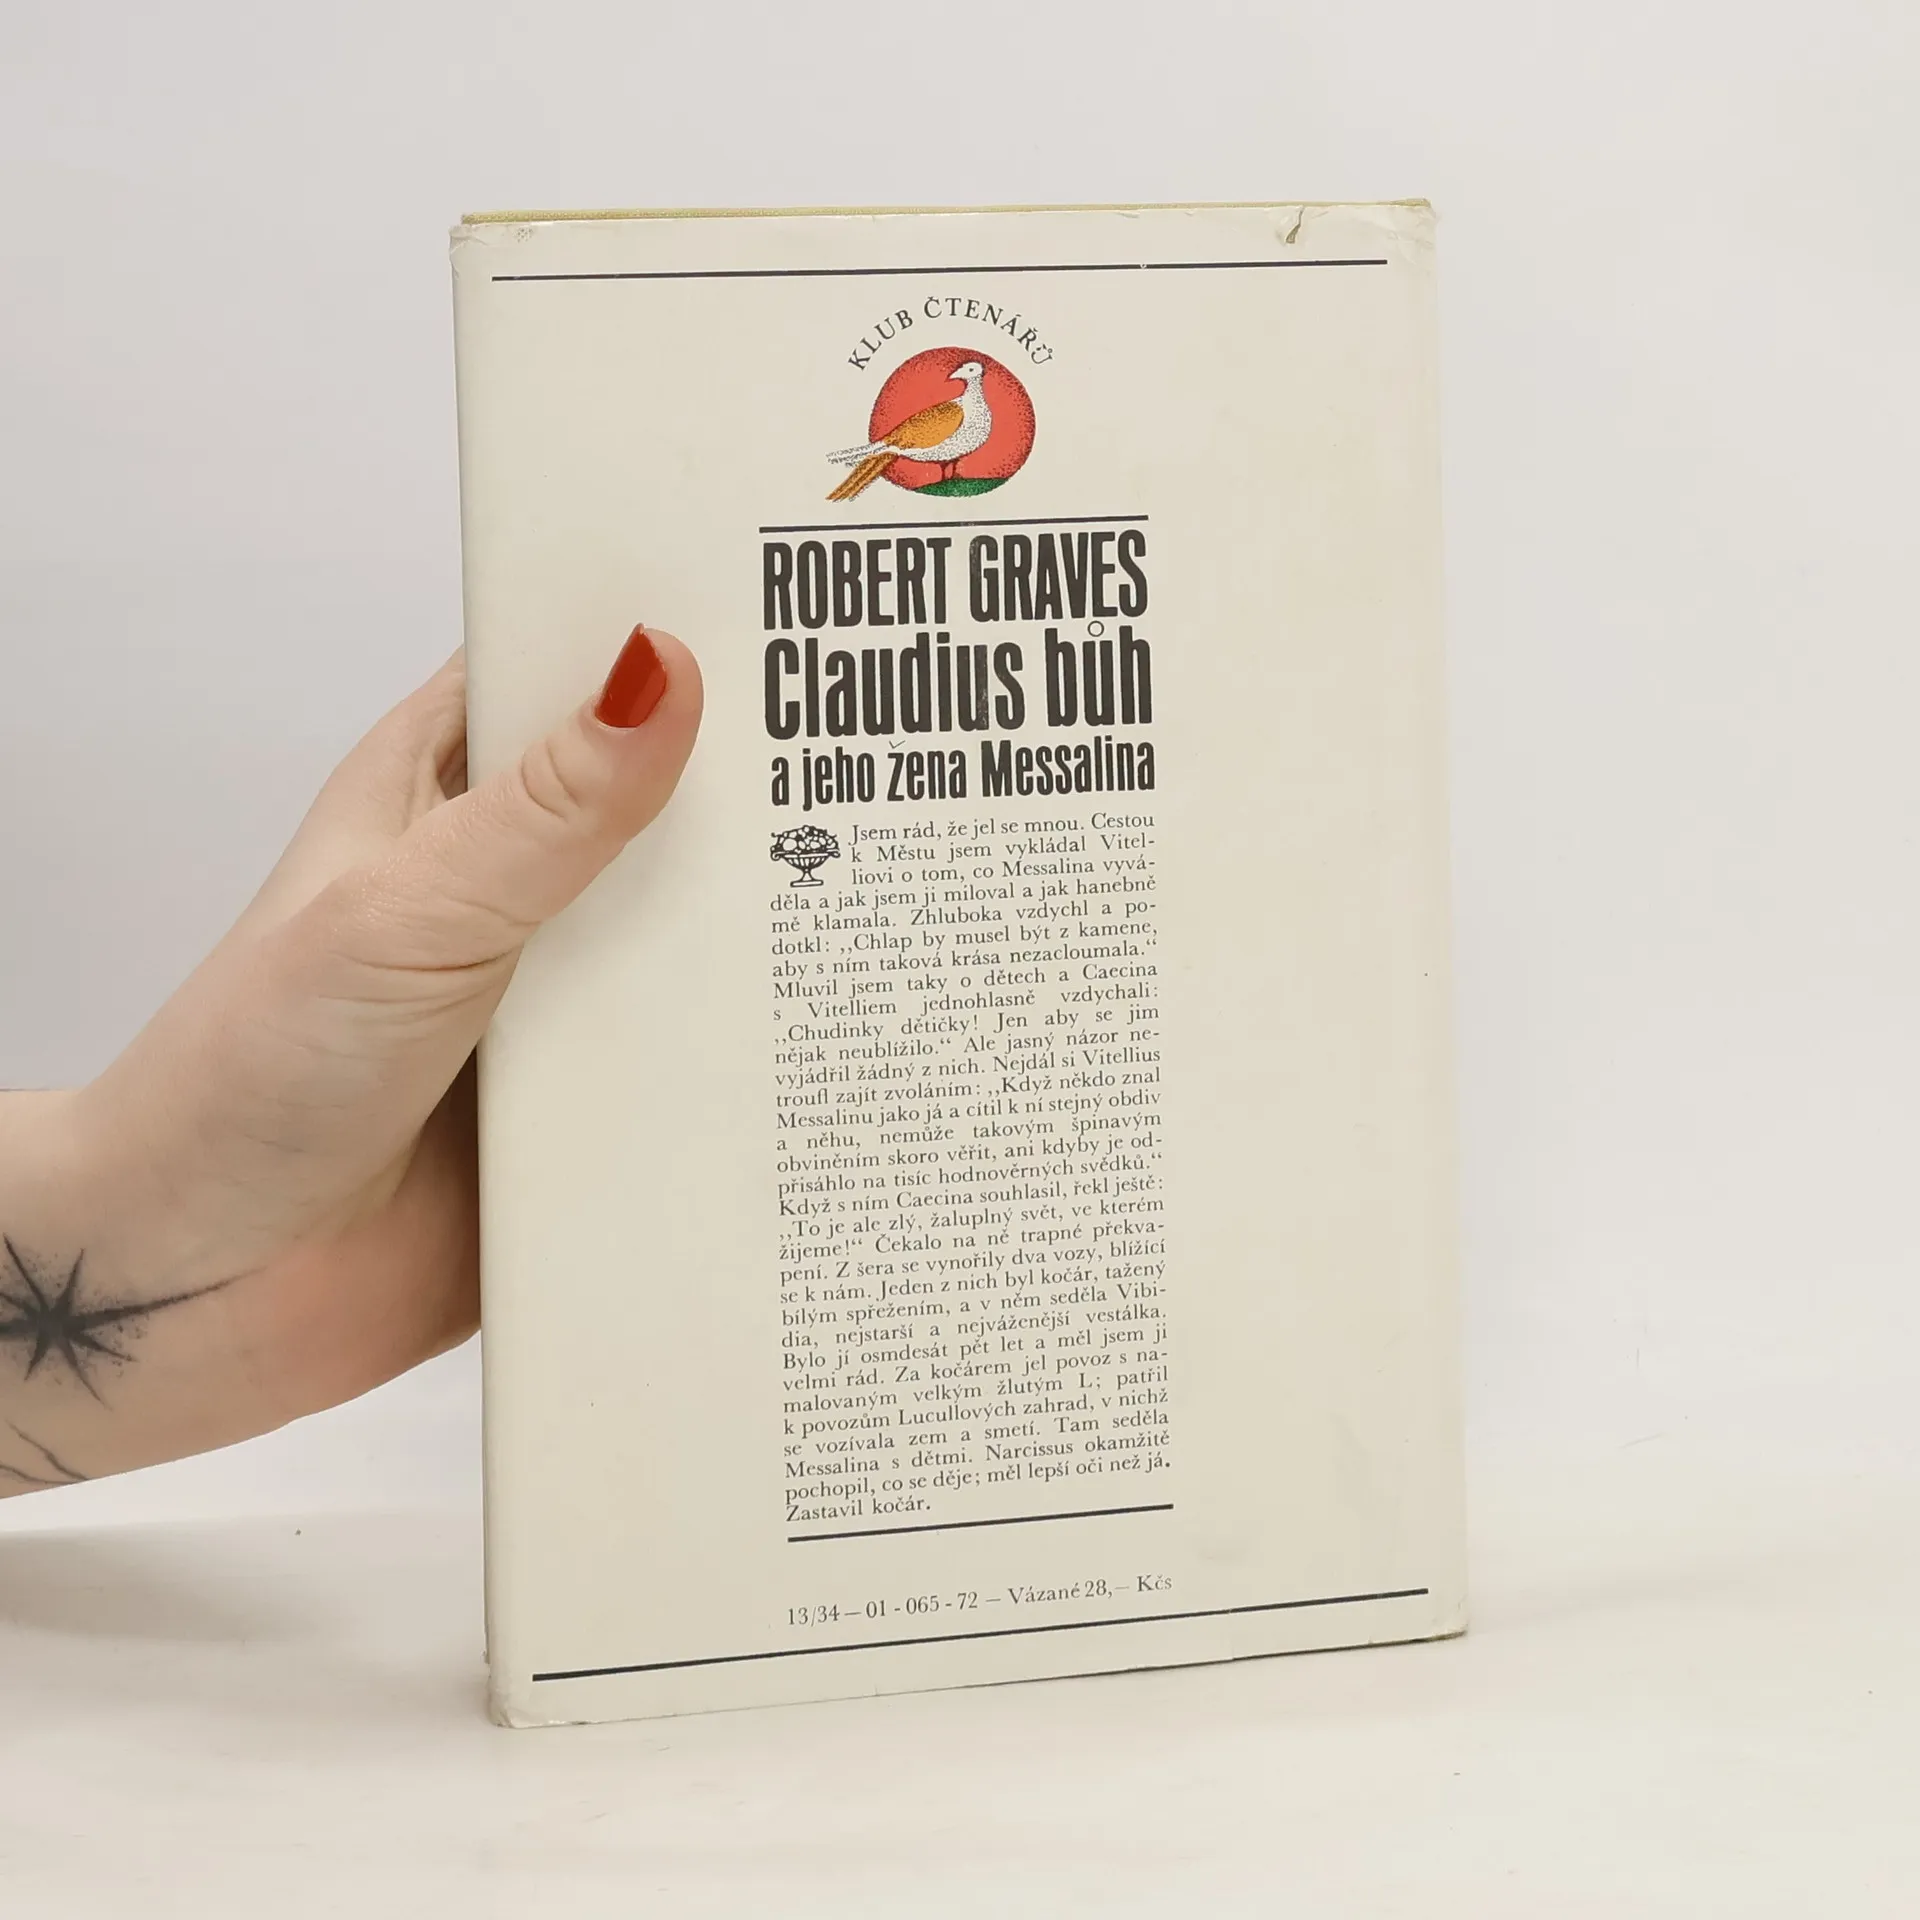 KLUB ČTENÁŘŮ
ROBERT GRAVES
Claudius bůh
a jeho žena Messalina
Jsem rád, že jel se mnou. Cestou
k Městu jsem vykládal Vitel-
liovi o tom, co Messalina vyvá-
děla a jak jsem ji miloval a jak hanebně
mě klamala. Zhluboka vzdychl a po-
dotkl: ,,Chlap by musel být z kamene,
aby s ním taková krása nezacloumala.“
Mluvil jsem taky o dětech a Caecina
s Vitelliem jednohlasně vzdychali:
,,Chudinky dětičky! Jen aby se jim
nějak neublížilo.“ Ale jasný názor ne-
vyjádřil žádný z nich. Nejdál si Vitellius
troufl zajít zvoláním: ,,Když někdo znal
Messalinu jako já a cítil k ní stejný obdiv
a něhu, nemůže takovým špinavým
obviněním skoro věřit, ani kdyby je od-
přisáhlo na tisíc hodnověrných svědků.“
Když s ním Caecina souhlasil, řekl ještě:
,,To je ale zlý, žaluplný svět, ve kterém
žijeme!“ Čekalo na ně trapné překva-
pení. Z šera se vynořily dva vozy, blížící
se k nám. Jeden z nich byl kočár, tažený
bílým spřežením, a v něm seděla Vibi-
dia, nejstarší a nejváženější vestálka.
Bylo jí osmdesát pět let a měl jsem ji
velmi rád. Za kočárem jel povoz s na-
malovaným velkým žlutým L; patřil
k povozům Lucullových zahrad, v nichž
se vozívala zem a smetí. Tam seděla
Messalina s dětmi. Narcissus okamžitě
pochopil, co se děje; měl lepší oči než já.
Zastavil kočár.
13/34 — 01 - 065 - 72 — Vázané 28,— Kčs